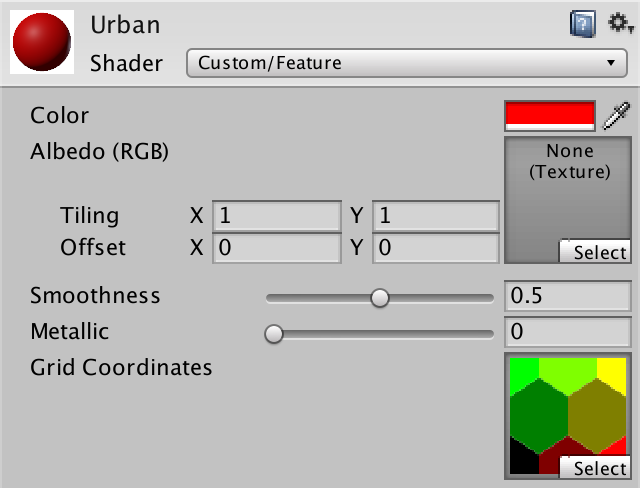 Urban
Shader Custom/Feature
Color
Albedo (RGB)
None
(Texture)
Tiling X 1 Y 1
Offset X 0 Y 0
Select
Smoothness 0.5
Metallic 0
Grid Coordinates
Select